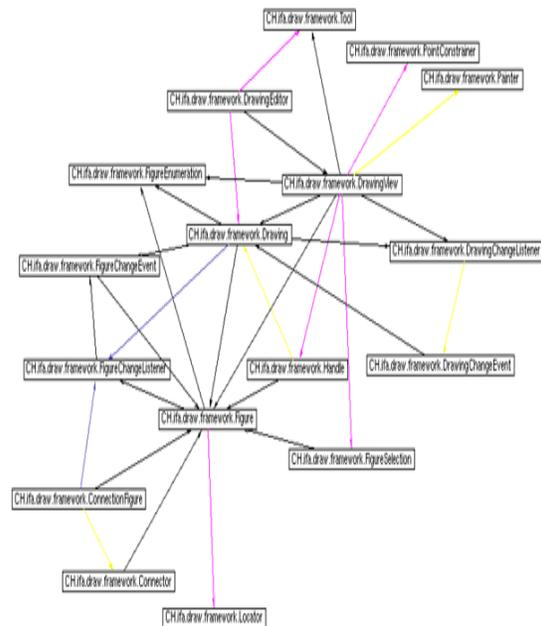 CH.ifa.draw.framework.Tool
CH.ifa.draw.framework.PointConstrainer
CH.ifa.draw.framework.Painter
CH.ifa.draw.framework.DrawingEditor
CH.ifa.draw.framework.FigureEnumeration
CH.ifa.draw.framework.DrawingView
CH.ifa.draw.framework.Drawing
CH.ifa.draw.framework.DrawingChangeListener
CH.ifa.draw.framework.FigureChangeEvent
CH.ifa.draw.framework.FigureChangeListener
CH.ifa.draw.framework.Handle
CH.ifa.draw.framework.DrawingChangeEvent
CH.ifa.draw.framework.Figure
CH.ifa.draw.framework.FigureSelection
CH.ifa.draw.framework.ConnectionFigure
CH.ifa.draw.framework.Connector
CH.ifa.draw.framework.Locator